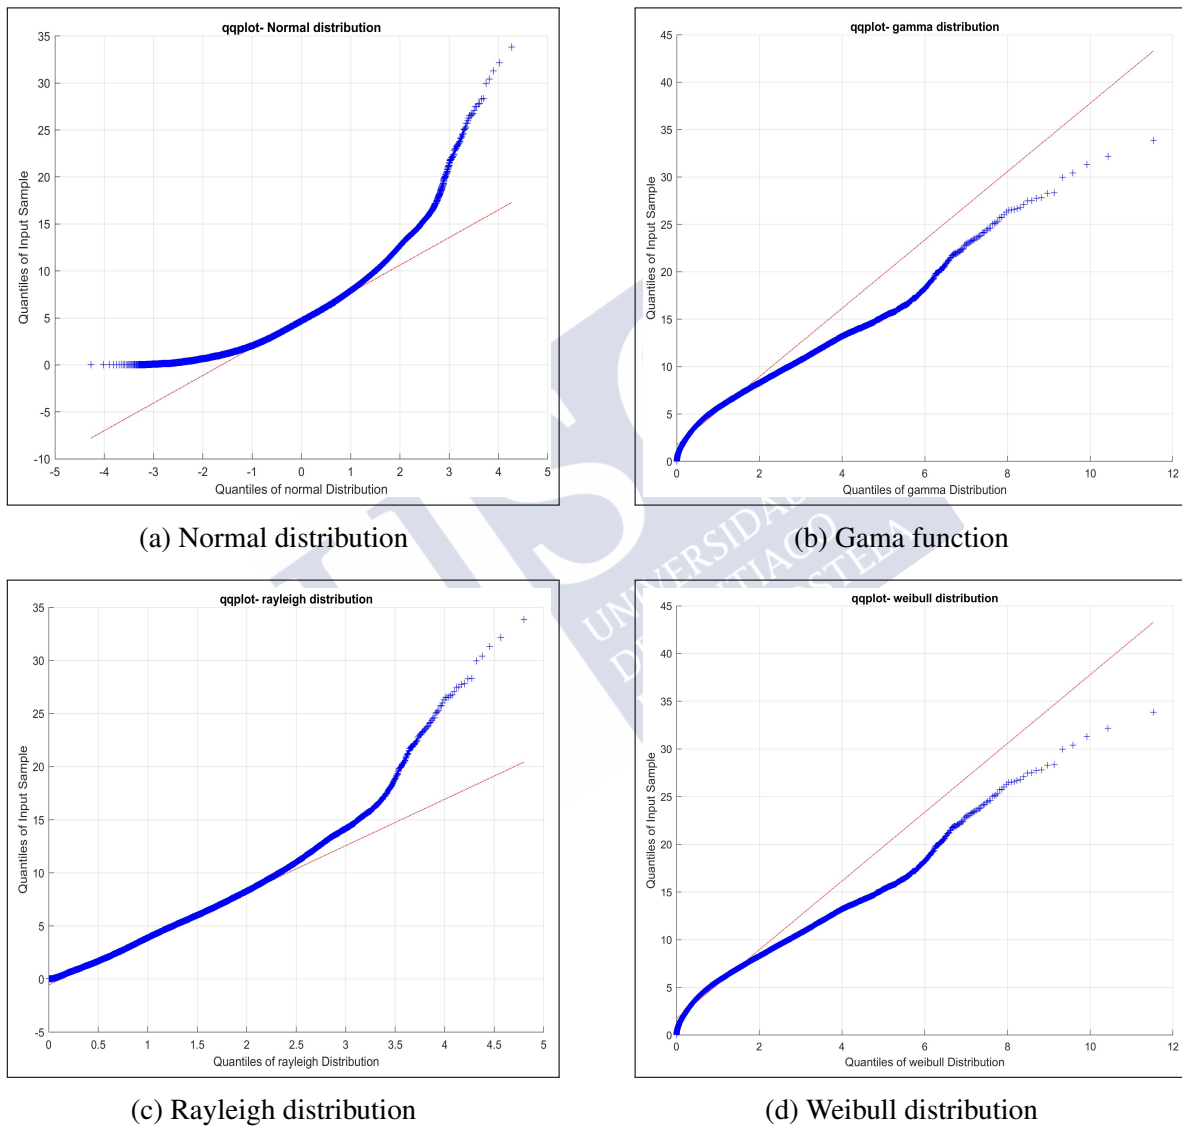 qqplot- Normal distribution
35
30
25
20
15
10
5
0
-5
-10
Quantiles of Input Sample
-5 -4 -3 -2 -1 0 1 2 3 4 5
Quantiles of normal Distribution
(a) Normal distribution
qqplot- gamma distribution
45
40
35
30
25
20
15
10
5
0
Quantiles of Input Sample
0 2 4 6 8 10 12
Quantiles of gamma Distribution
(b) Gama function
UNIVERSIDAD
qqplot- rayleigh distribution
35
30
25
20
15
10
5
0
-5
Quantiles of Input Sample
0 0.5 1 1.5 2 2.5 3 3.5 4 4.5 5
Quantiles of rayleigh Distribution
(c) Rayleigh distribution
qqplot- weibull distribution
45
40
35
30
25
20
15
10
5
0
Quantiles of Input Sample
0 2 4 6 8 10 12
Quantiles of weibull Distribution
(d) Weibull distribution